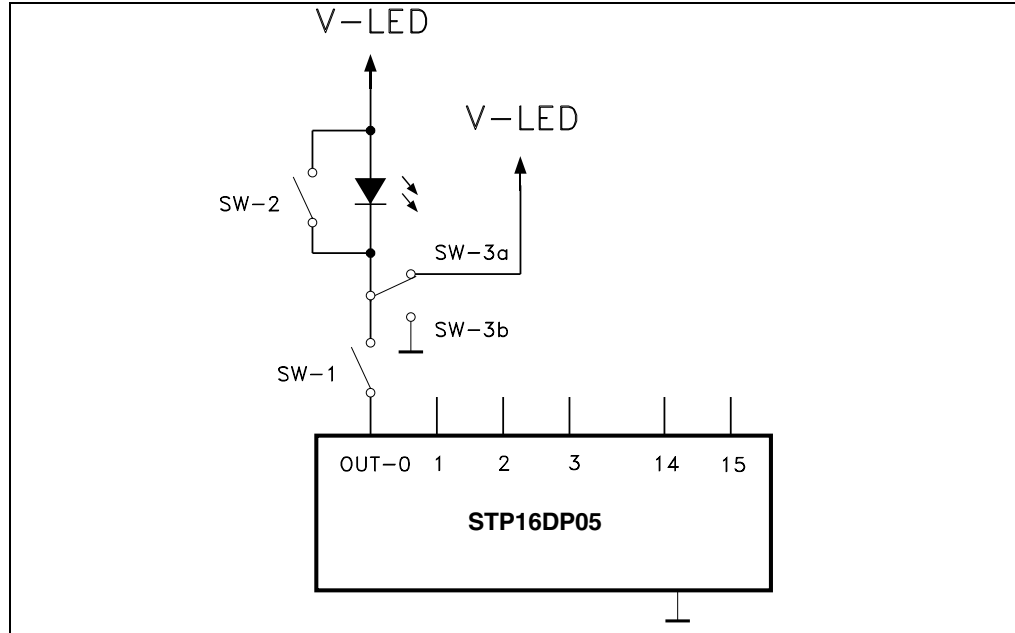 V-LED
V-LED
SW-2
SW-3a
SW-3b
SW-1
OUT-0 1 2 3 14 15
STP16DP05